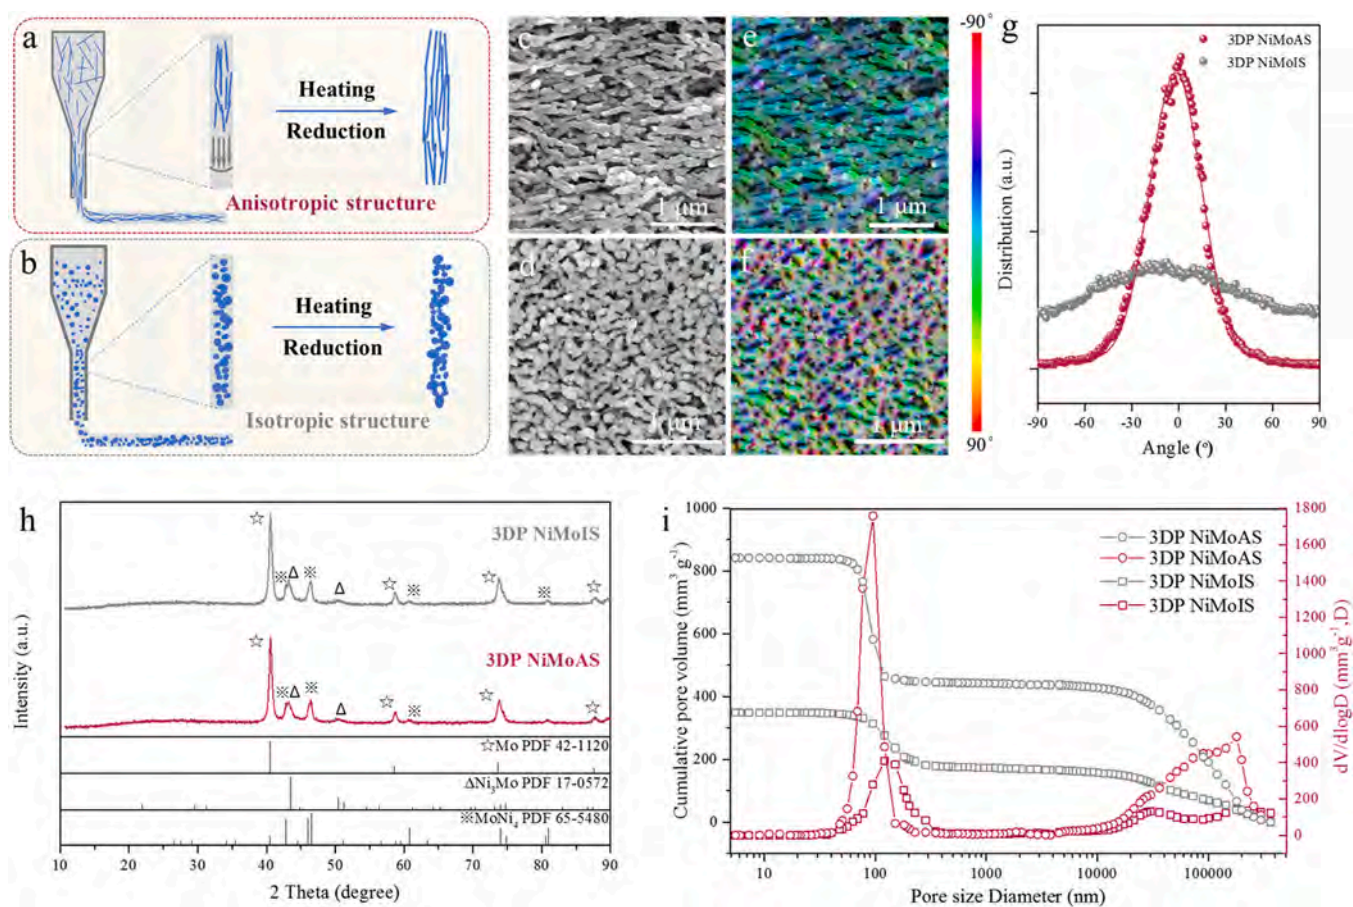 a
Heating
Reduction
Anisotropic structure
b
Heating
Reduction
Isotropic structure
c
1 μm
e
1 μm
d
1 μm
f
1 μm
-90°
90°
g
3DP NiMoAS
3DP NiMoIS
Distribution (a.u.)
-90 -60 -30 0 30 60 90
Angle (°)
h
3DP NiMoIS
☆ ※ Δ ※ Δ ☆ ※ ☆ ※ ☆
3DP NiMoAS
☆ ※ Δ ※ Δ ☆ ※ ☆ ☆
☆Mo PDF 42-1120
ΔNi₃Mo PDF 17-0572
※MoNi₄ PDF 65-5480
Intensity (a.u.)
10 20 30 40 50 60 70 80 90
2 Theta (degree)
i
3DP NiMoAS
3DP NiMoAS
3DP NiMoIS
3DP NiMoIS
Cumulative pore volume (mm³ g⁻¹)
1000
800
600
400
200
0
dV/dlogD (mm³g⁻¹,D)
1800
1600
1400
1200
1000
800
600
400
200
0
10 100 1000 10000 100000
Pore size Diameter (nm)